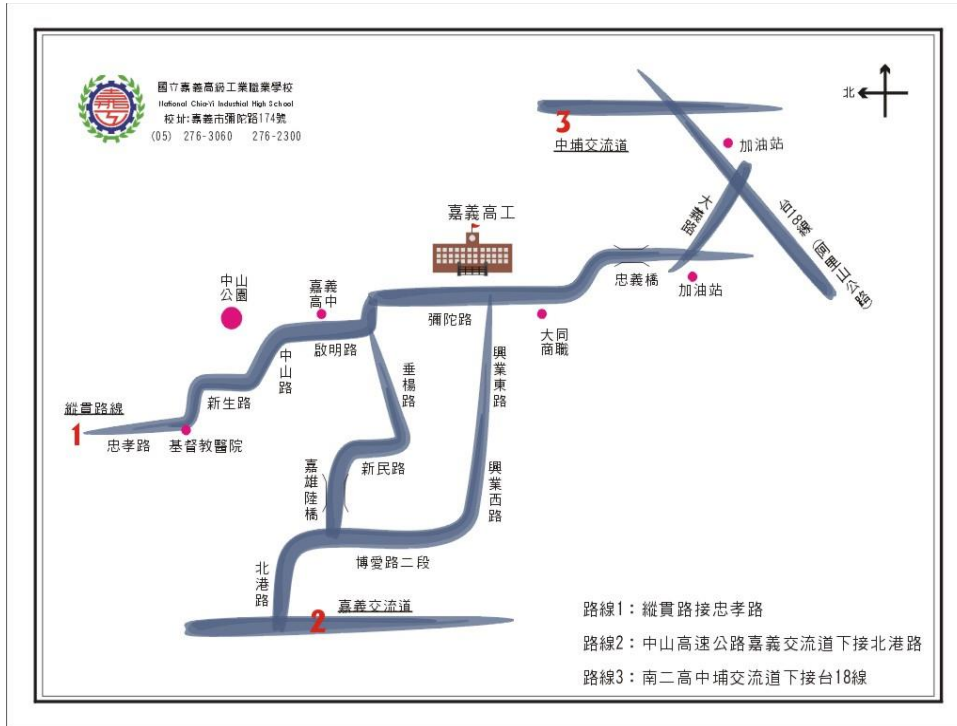 國立嘉義高級工業職業學校
National Chia-Yi Industrial High School
校址:嘉義市彌陀路174號
(05) 276-3060 276-2300
北
3
中埔交流道
加油站
大義路
台18線 (阿里山公路)
嘉義高工
忠義橋
加油站
中山
公園
嘉義
高中
彌陀路
大同
商職
啟明路
中山路
垂楊路
興業東路
新生路
縱貫路線
1
忠孝路
基督教醫院
新民路
嘉雄陸橋
興業西路
博愛路二段
北港路
嘉義交流道
2
路線1：縱貫路接忠孝路
路線2：中山高速公路嘉義交流道下接北港路
路線3：南二高中埔交流道下接台18線